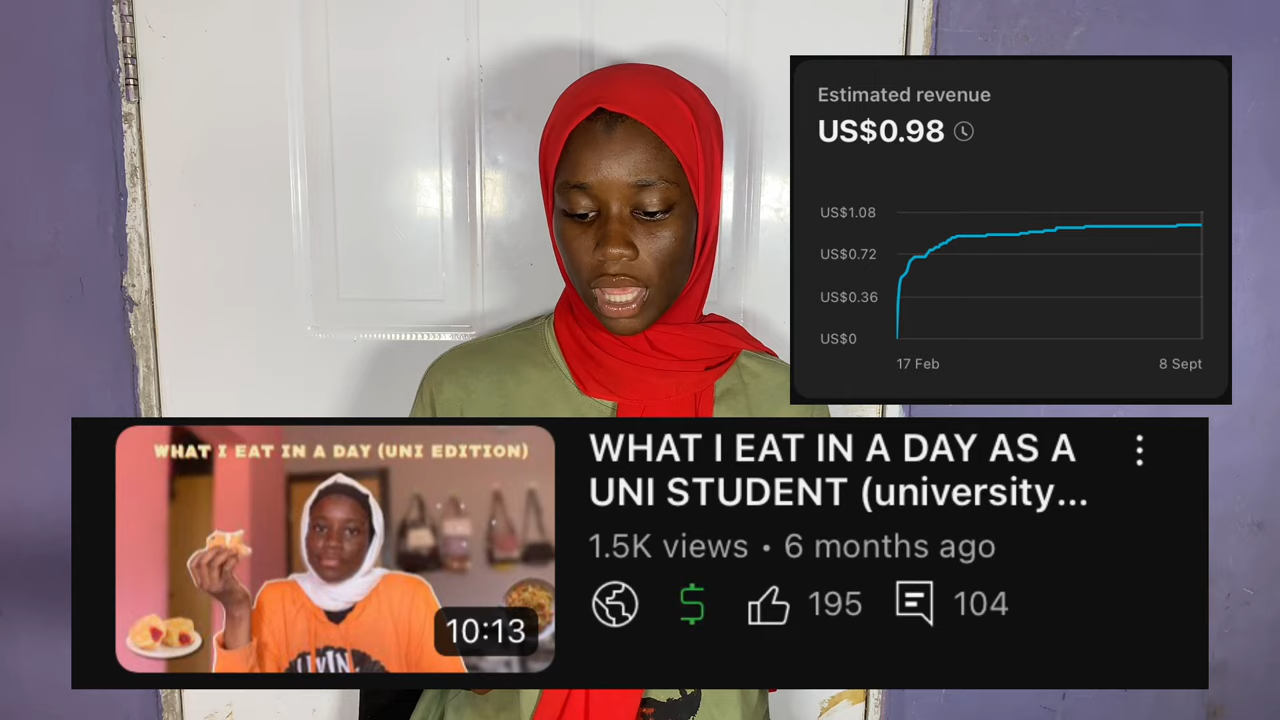 Estimated revenue
US$0.98
US$1.08
US$0.72
US$0.36
US$0
17 Feb
8 Sept
WHAT I EAT IN A DAY (UNI EDITION)
10:13
WHAT I EAT IN A DAY AS A
UNI STUDENT (university...
1.5K views • 6 months ago
195
104